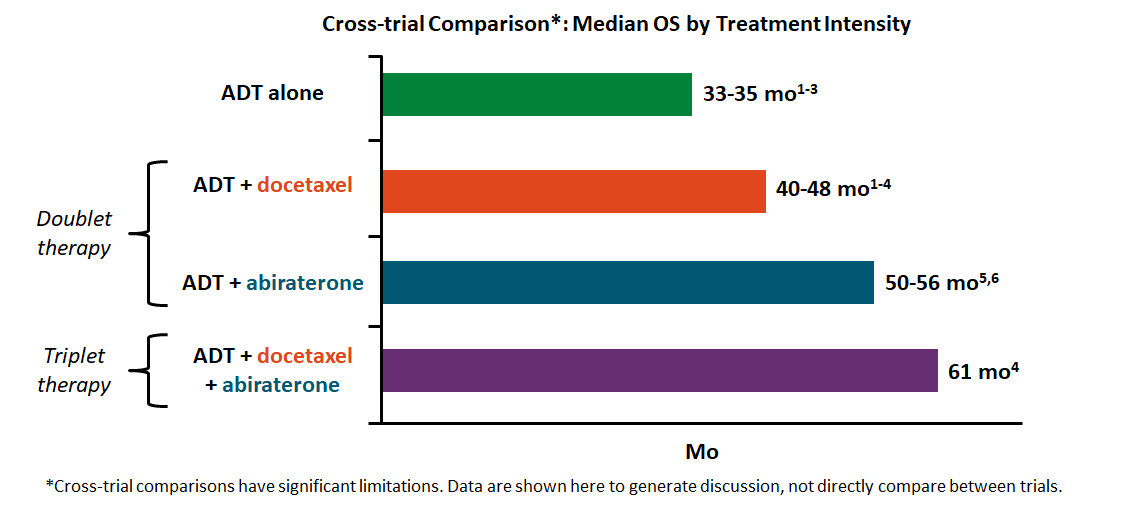 Cross-trial Comparison*: Median OS by Treatment Intensity
ADT alone
33-35 mo1-3
Doublet
therapy
ADT + docetaxel
40-48 mo1-4
ADT + abiraterone
50-56 mo5,6
Triplet
therapy
ADT + docetaxel
+ abiraterone
61 mo4
Mo
*Cross-trial comparisons have significant limitations. Data are shown here to generate discussion, not directly compare between trials.